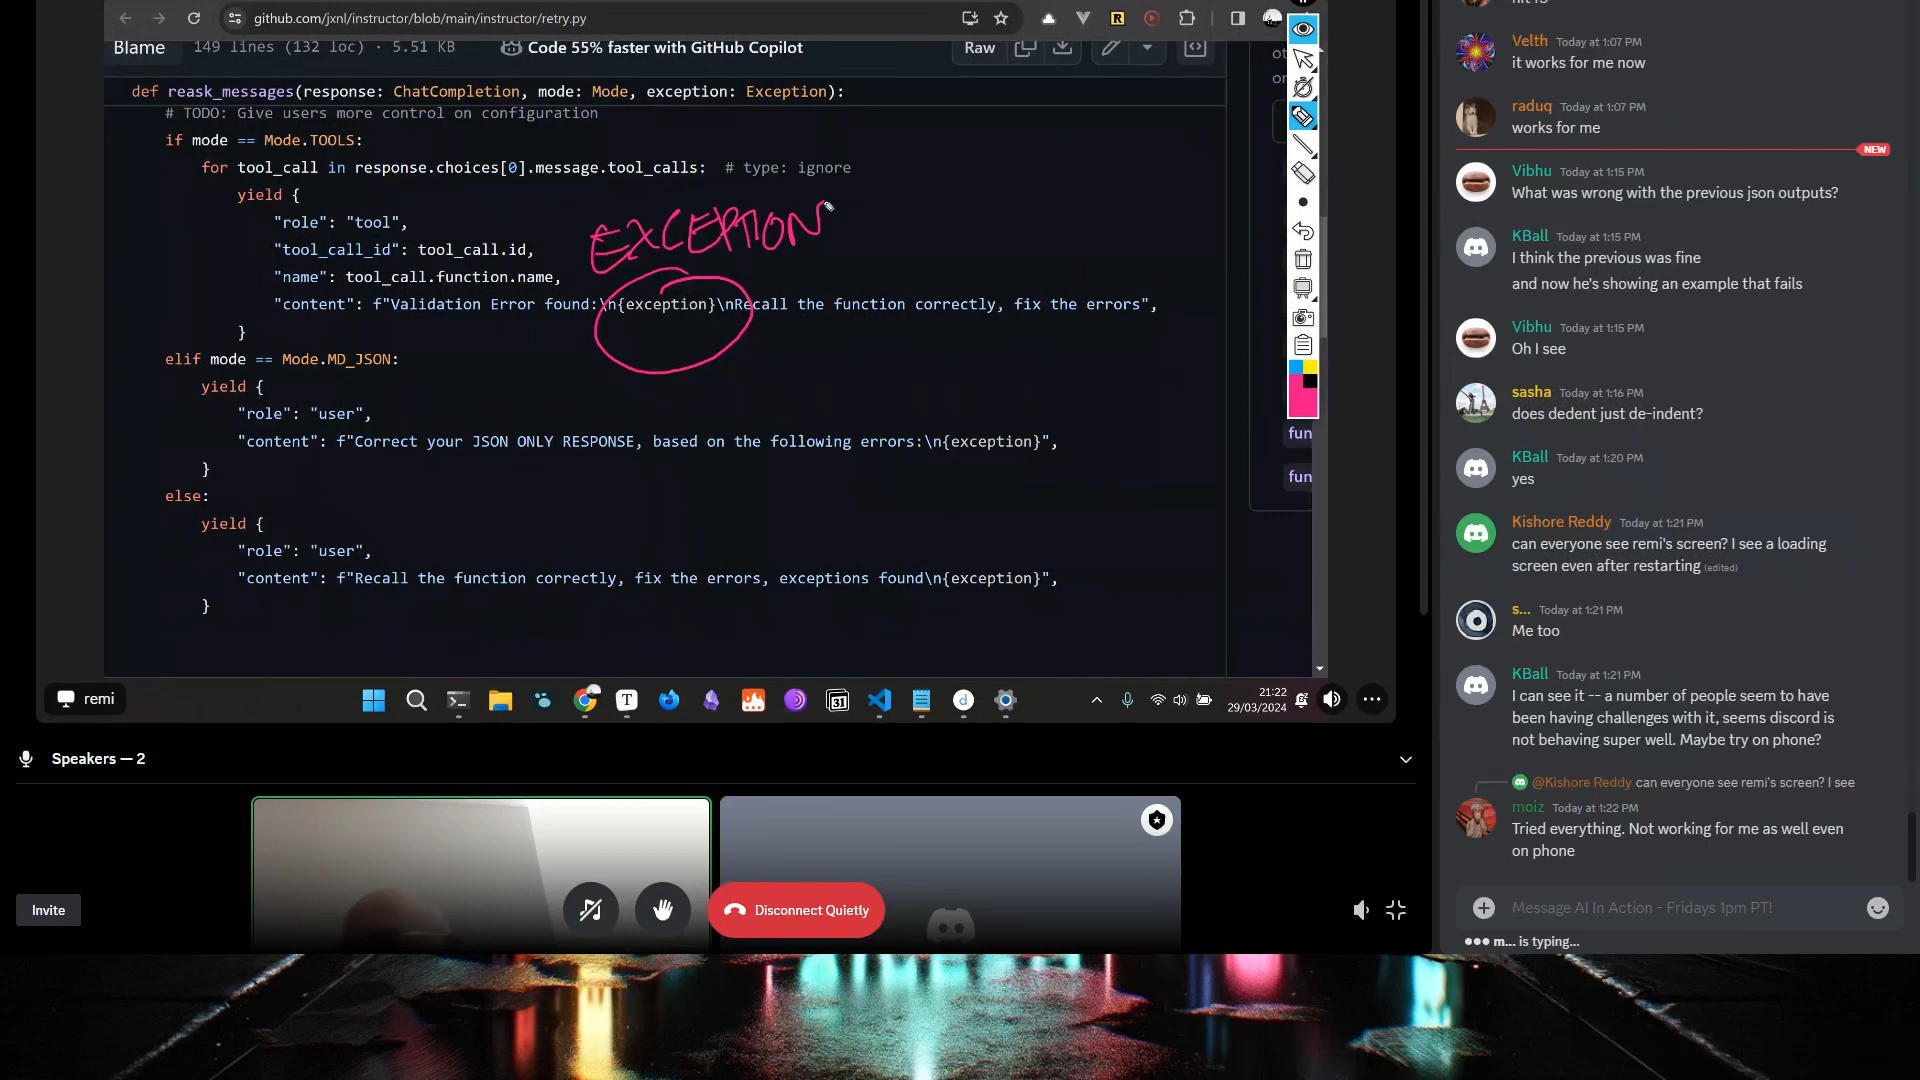 github.com/jxnl/instructor/blob/main/instructor/retry.py
Blame 149 lines (132 loc) · 5.51 KB Code 55% faster with GitHub Copilot Raw
def reask_messages(response: ChatCompletion, mode: Mode, exception: Exception):
# TODO: Give users more control on configuration
if mode == Mode.TOOLS:
for tool_call in response.choices[0].message.tool_calls: # type: ignore
yield {
"role": "tool",
"tool_call_id": tool_call.id,
"name": tool_call.function.name,
"content": f"Validation Error found:\n{exception}\nRecall the function correctly, fix the errors",
}
elif mode == Mode.MD_JSON:
yield {
"role": "user",
"content": f"Correct your JSON ONLY RESPONSE, based on the following errors:\n{exception}",
}
else:
yield {
"role": "user",
"content": f"Recall the function correctly, fix the errors, exceptions found\n{exception}",
}
EXCEPTION
fun
fun
remi
31
21:22
29/03/2024
Speakers — 2
Invite
Disconnect Quietly
Velth Today at 1:07 PM
it works for me now
raduq Today at 1:07 PM
works for me
NEW
Vibhu Today at 1:15 PM
What was wrong with the previous json outputs?
KBall Today at 1:15 PM
I think the previous was fine
and now he's showing an example that fails
Vibhu Today at 1:15 PM
Oh I see
sasha Today at 1:16 PM
does dedent just de-indent?
KBall Today at 1:20 PM
yes
Kishore Reddy Today at 1:21 PM
can everyone see remi's screen? I see a loading
screen even after restarting (edited)
s... Today at 1:21 PM
Me too
KBall Today at 1:21 PM
I can see it -- a number of people seem to have
been having challenges with it, seems discord is
not behaving super well. Maybe try on phone?
@Kishore Reddy can everyone see remi's screen? I see
moiz Today at 1:22 PM
Tried everything. Not working for me as well even
on phone
Message AI In Action - Fridays 1pm PT!
m... is typing...